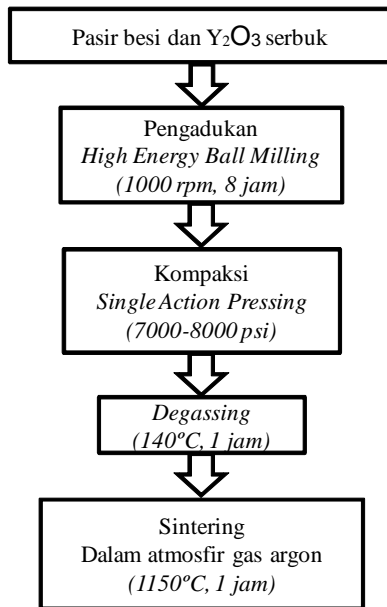 Pasir besi dan Y₂O₃ serbuk
Pengadukan
High Energy Ball Milling
(1000 rpm, 8 jam)
Kompaksi
Single Action Pressing
(7000-8000 psi)
Degassing
(140ºC, 1 jam)
Sintering
Dalam atmosfir gas argon
(1150ºC, 1 jam)